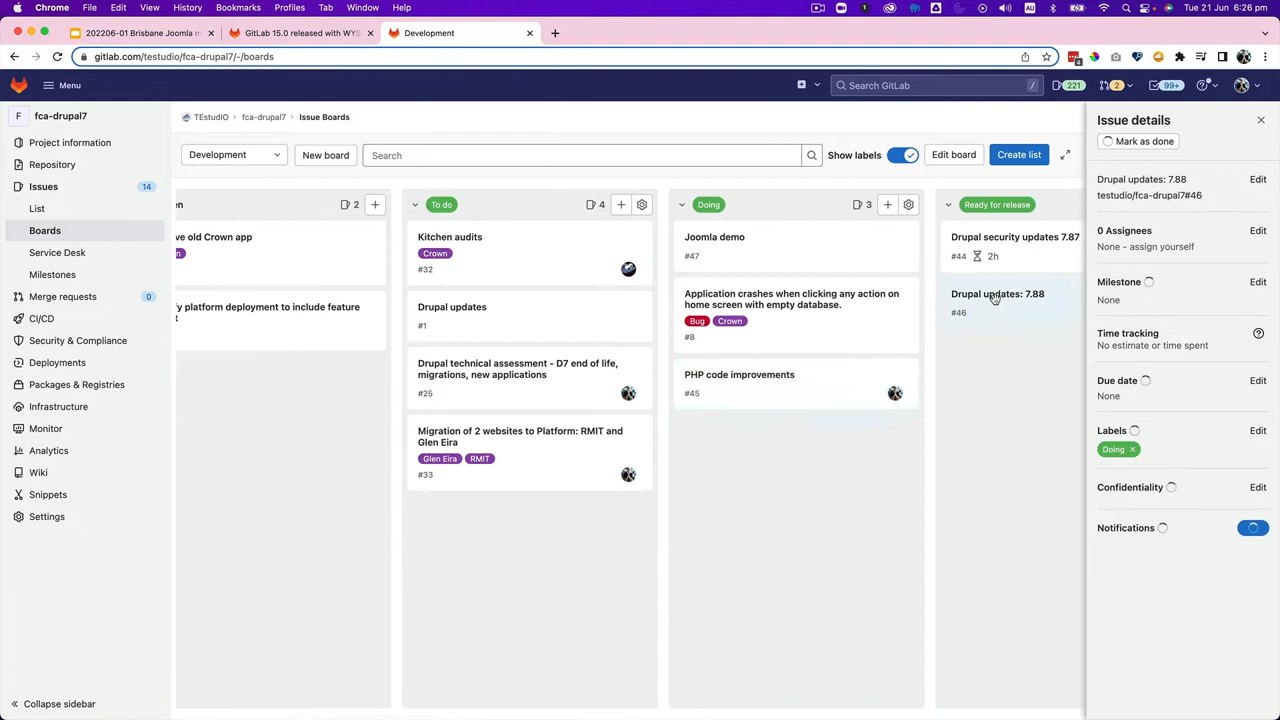 Chrome File Edit View History Bookmarks Profiles Tab Window Help
Tue 21 Jun 6:26 pm
202206-01 Brisbane Joomla m
GitLab 15.0 released with WYS
Development
gitlab.com/testudio/fca-drupal7/-/boards
4
Menu
Search GitLab
/
221
2
99+
F fca-drupal7
Project information
Repository
Issues 14
List
Boards
Service Desk
Milestones
Merge requests 0
CI/CD
Security & Compliance
Deployments
Packages & Registries
Infrastructure
Monitor
Analytics
Wiki
Snippets
Settings
Collapse sidebar
TEstudIO fca-drupal7 Issue Boards
Development
New board
Search
Show labels
Edit board
Create list
en 2
ve old Crown app
n
fy platform deployment to include feature
t
To do 4
Kitchen audits
Crown
#32
Drupal updates
#1
Drupal technical assessment - D7 end of life,
migrations, new applications
#25
Migration of 2 websites to Platform: RMIT and
Glen Eira
Glen Eira RMIT
#33
Doing 3
Joomla demo
#47
Application crashes when clicking any action on
home screen with empty database.
Bug Crown
#8
PHP code improvements
#45
Ready for release
Drupal security updates 7.87
#44 2h
Drupal updates: 7.88
#46
Issue details
Mark as done
Drupal updates: 7.88 Edit
testudio/fca-drupal7#46
0 Assignees Edit
None - assign yourself
Milestone Edit
None
Time tracking
No estimate or time spent
Due date Edit
None
Labels Edit
Doing
Confidentiality Edit
Notifications